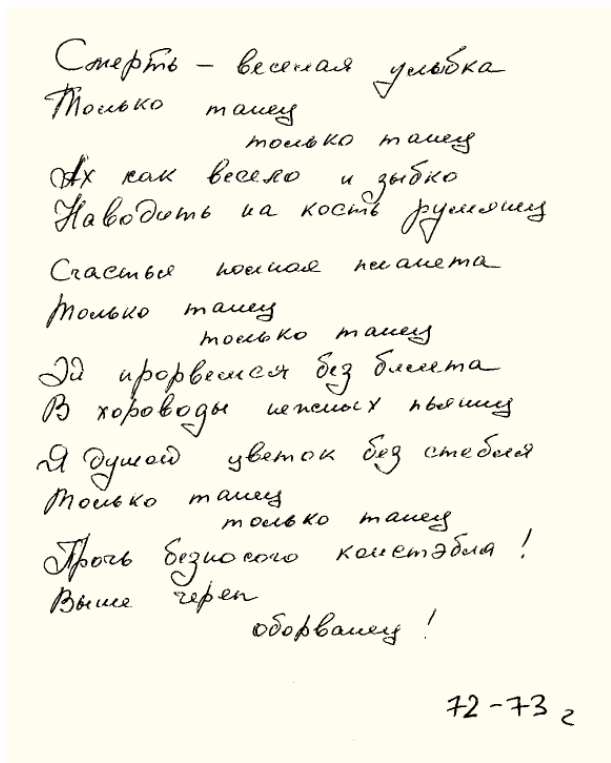 Смерть – веселая улыбка
Только танец
только танец
Ах как весело и зыбко
Наводить на кость румянец
Счастья полная планета
Только танец
только танец
Эй прорвемся без билета
В хороводы нежных пьяниц
Я душой цветок без стебля
Только танец
только танец
Прочь безносого констэбля!
Выше череп
оборванец!
72-73 г